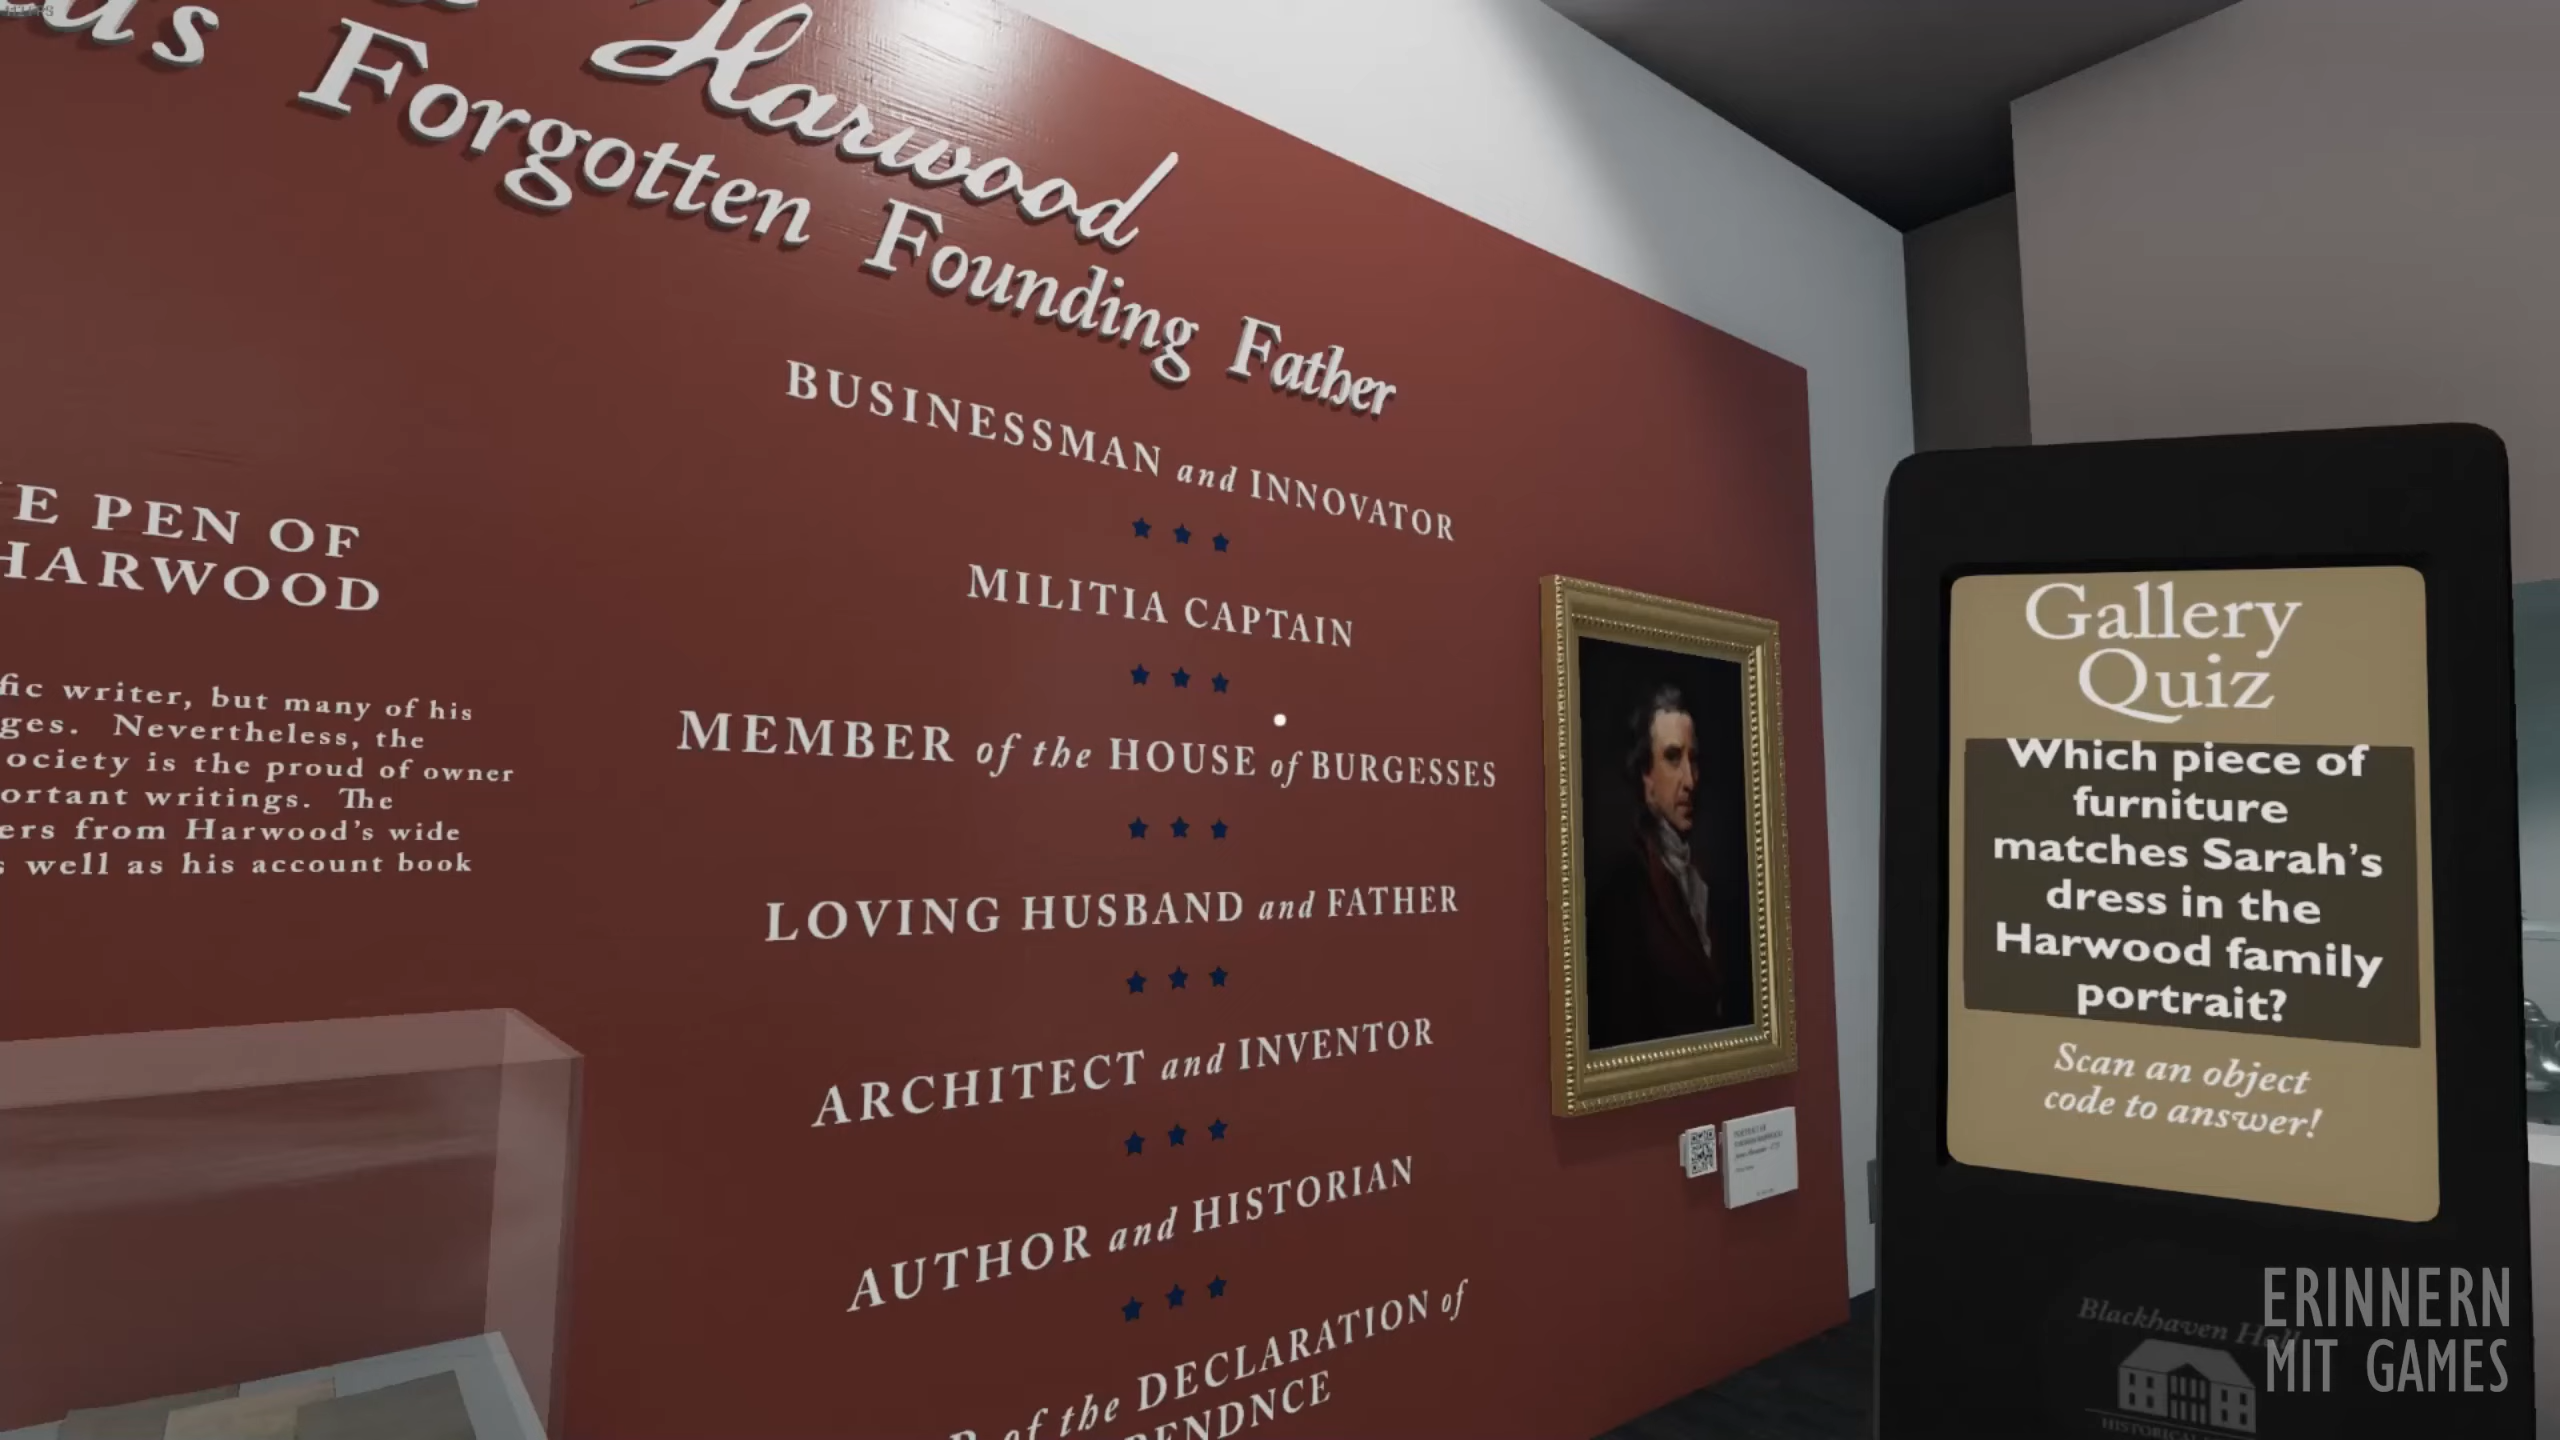 Harwood
's Forgotten Founding Father
BUSINESSMAN and INNOVATOR
MILITIA CAPTAIN
MEMBER of the HOUSE of BURGESSES
LOVING HUSBAND and FATHER
ARCHITECT and INVENTOR
AUTHOR and HISTORIAN
of the DECLARATION of
PENDNCE
E PEN OF
HARWOOD
fic writer, but many of his
ges. Nevertheless, the
ociety is the proud of owner
ortant writings. The
ers from Harwood's wide
s well as his account book
Gallery
Quiz
Which piece of
furniture
matches Sarah's
dress in the
Harwood family
portrait?
Scan an object
code to answer!
Blackhaven Hall
HISTORICAL
ERINNERN
MIT GAMES